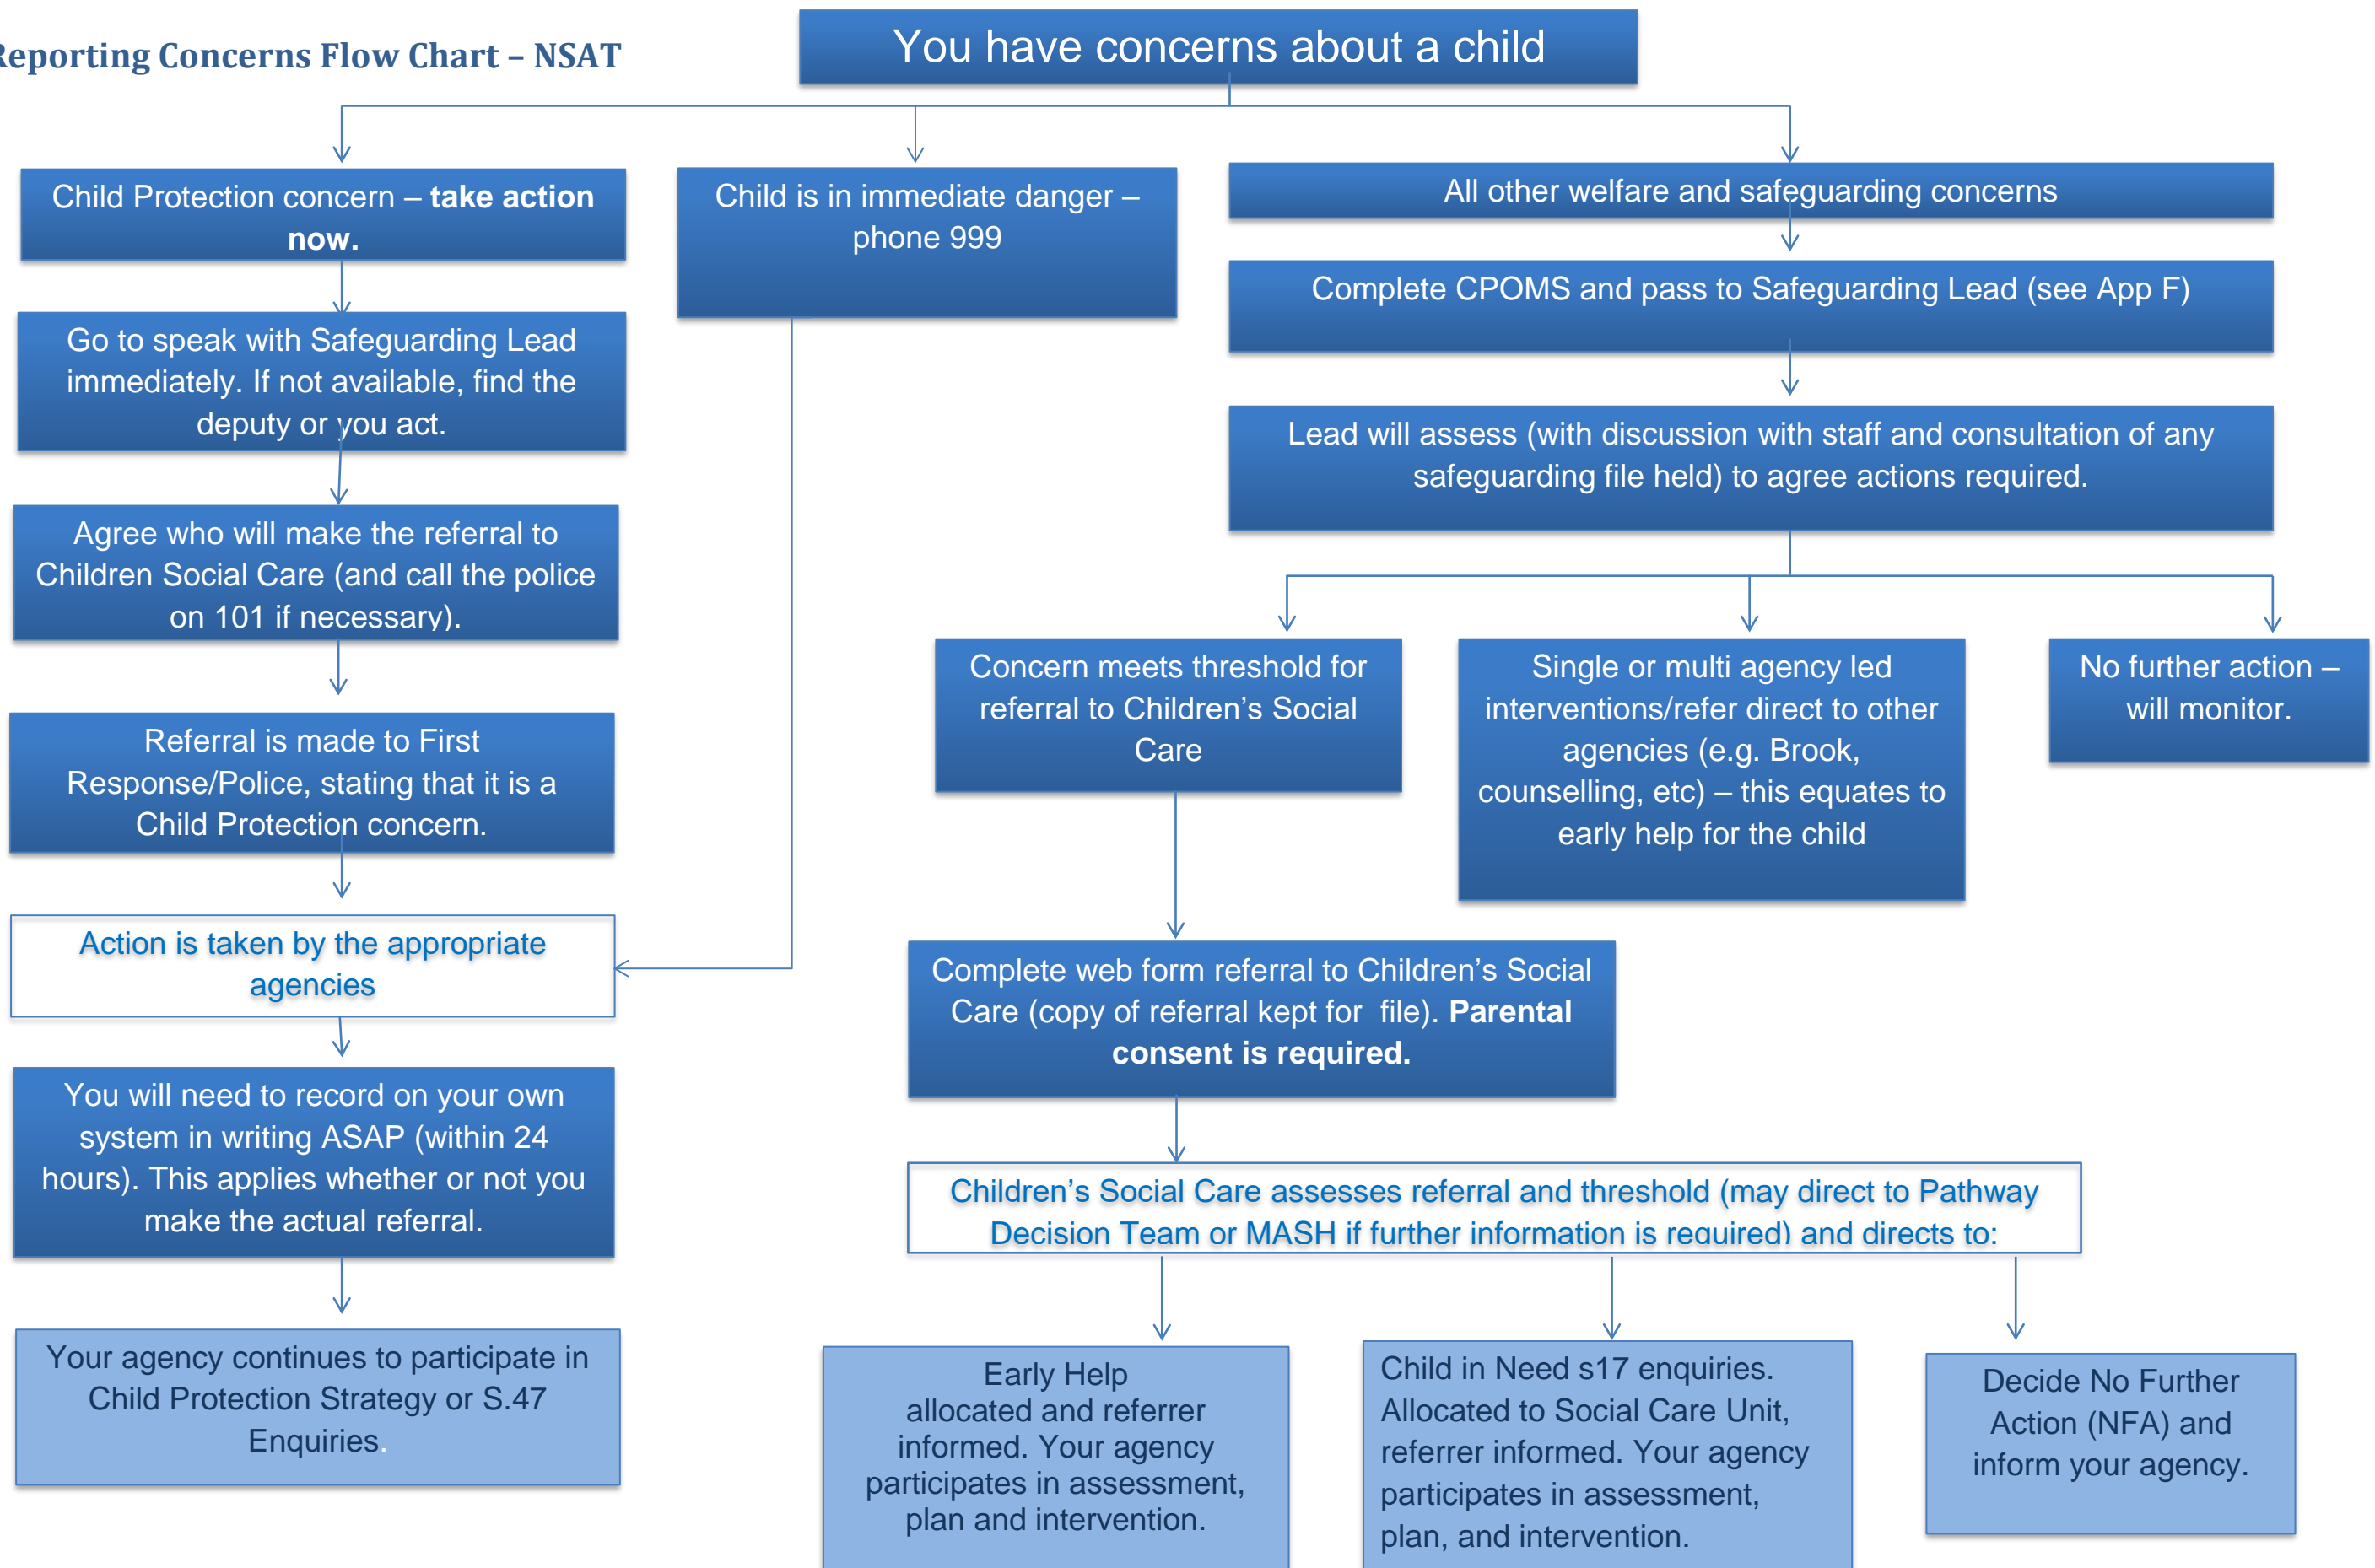 Reporting Concerns Flow Chart – NSAT
You have concerns about a child
Child Protection concern – take action
now.
Child is in immediate danger –
phone 999
All other welfare and safeguarding concerns
Go to speak with Safeguarding Lead
immediately. If not available, find the
deputy or you act.
Complete CPOMS and pass to Safeguarding Lead (see App F)
Lead will assess (with discussion with staff and consultation of any
safeguarding file held) to agree actions required.
Agree who will make the referral to
Children Social Care (and call the police
on 101 if necessary).
Concern meets threshold for
referral to Children’s Social
Care
Single or multi agency led
interventions/refer direct to other
agencies (e.g. Brook,
counselling, etc) – this equates to
early help for the child
No further action –
will monitor.
Referral is made to First
Response/Police, stating that it is a
Child Protection concern.
Action is taken by the appropriate
agencies
Complete web form referral to Children’s Social
Care (copy of referral kept for file). Parental
consent is required.
You will need to record on your own
system in writing ASAP (within 24
hours). This applies whether or not you
make the actual referral.
Children’s Social Care assesses referral and threshold (may direct to Pathway
Decision Team or MASH if further information is required) and directs to:
Your agency continues to participate in
Child Protection Strategy or S.47
Enquiries.
Early Help
allocated and referrer
informed. Your agency
participates in assessment,
plan and intervention.
Child in Need s17 enquiries.
Allocated to Social Care Unit,
referrer informed. Your agency
participates in assessment,
plan, and intervention.
Decide No Further
Action (NFA) and
inform your agency.